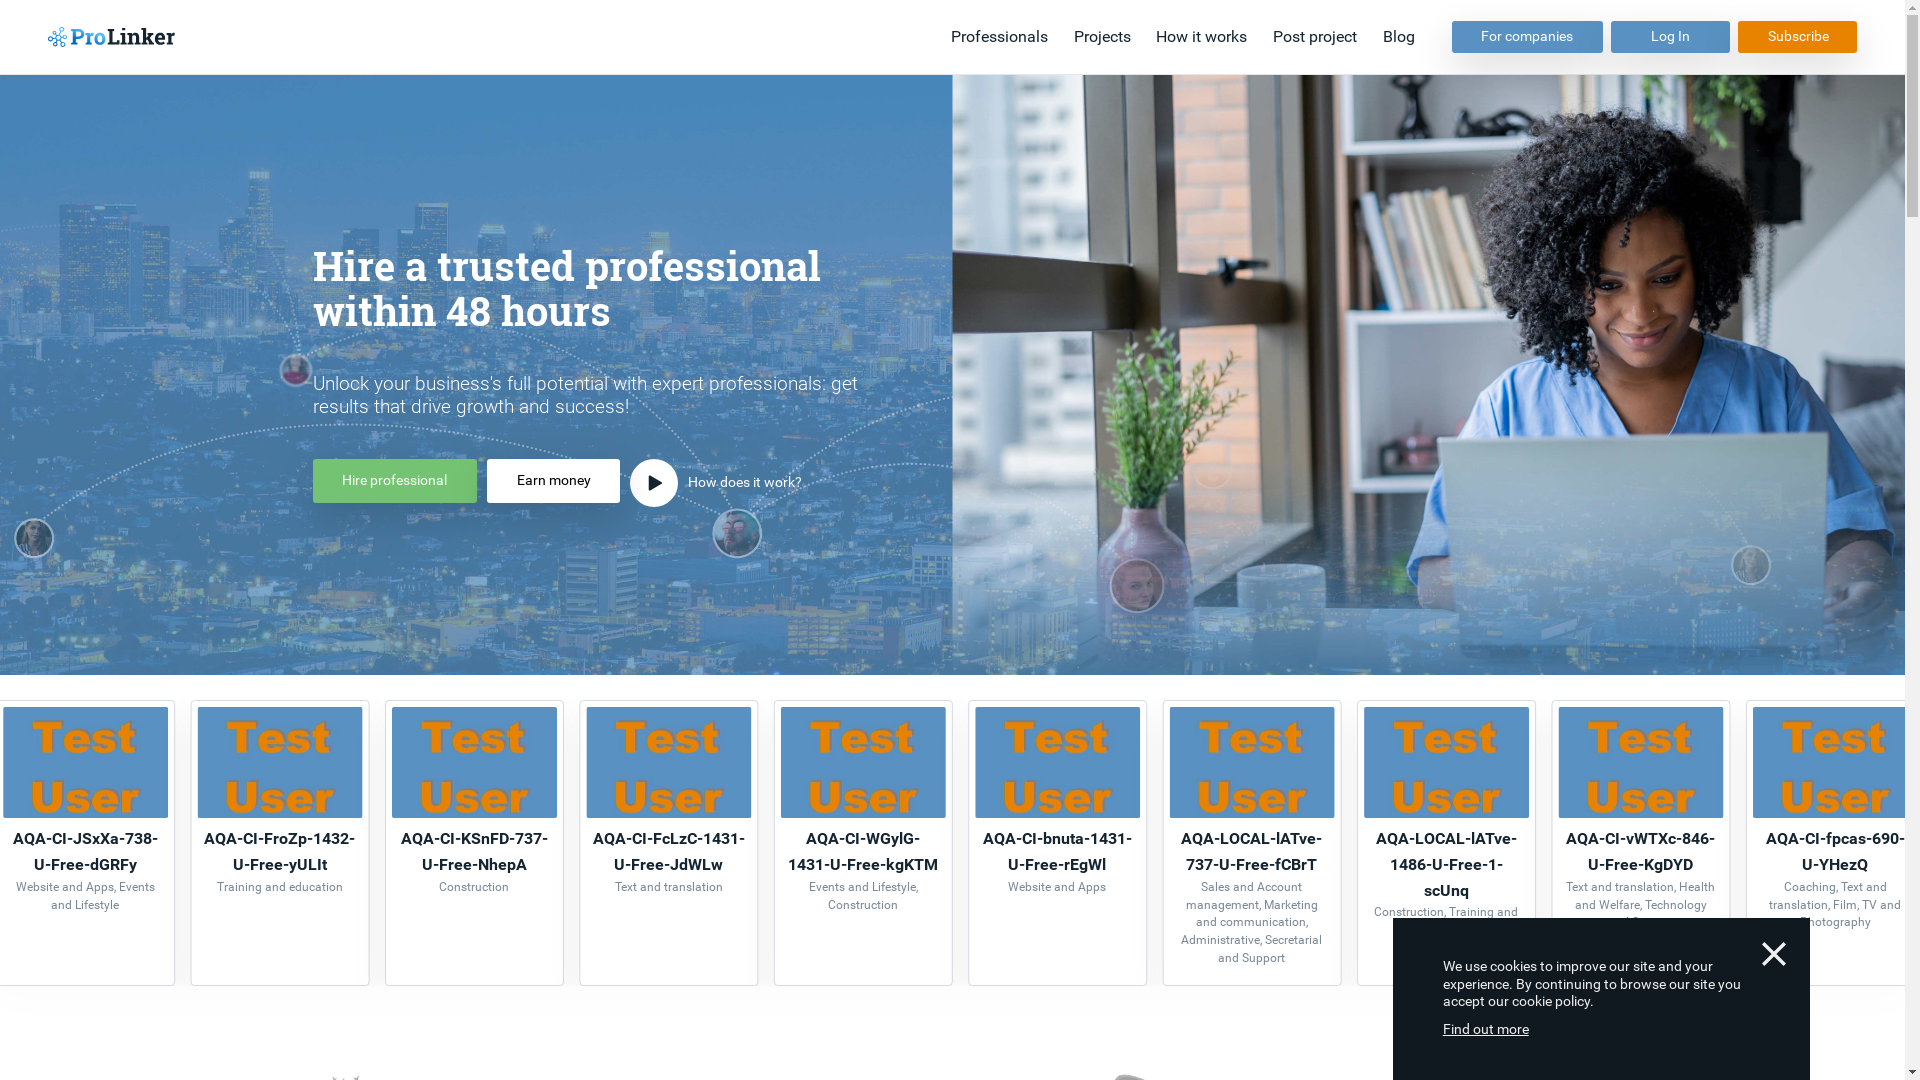 ProLinker
Professionals
Projects
How it works
Post project
Blog
For companies
Log In
Subscribe
Hire a trusted professional
within 48 hours
Unlock your business's full potential with expert professionals: get
results that drive growth and success!
Hire professional
Earn money
How does it work?
Test
User
AQA-CI-JSxXa-738-
U-Free-dGRFy
Website and Apps, Events
and Lifestyle
Test
User
AQA-CI-FroZp-1432-
U-Free-yULIt
Training and education
Test
User
AQA-CI-KSnFD-737-
U-Free-NhepA
Construction
Test
User
AQA-CI-FcLzC-1431-
U-Free-JdWLw
Text and translation
Test
User
AQA-CI-WGylG-
1431-U-Free-kgKTM
Events and Lifestyle,
Construction
Test
User
AQA-CI-bnuta-1431-
U-Free-rEgWl
Website and Apps
Test
User
AQA-LOCAL-lATve-
737-U-Free-fCBrT
Sales and Account
management, Marketing
and communication,
Administrative, Secretarial
and Support
Test
User
AQA-LOCAL-lATve-
1486-U-Free-1-
scUnq
Construction, Training and
Test
User
AQA-CI-vWTXc-846-
U-Free-KgDYD
Text and translation, Health
and Welfare, Technology
Test
User
AQA-CI-fpcas-690-
U-YHezQ
Coaching, Text and
translation, Film, TV and
We use cookies to improve our site and your
experience. By continuing to browse our site you
accept our cookie policy.
Find out more